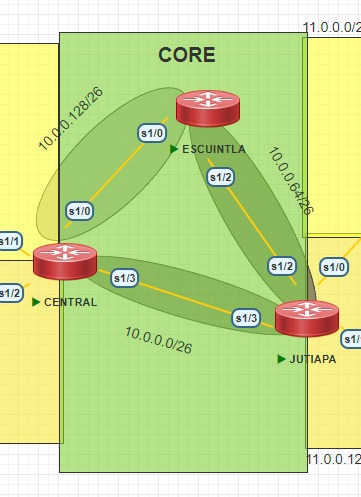 11.0.0.0/2
CORE
10.0.0.128/26
s1/0
ESCUINTLA
10.0.0.64/26
s1/2
s1/0
s1/1
s1/3
s1/2
s1/0
s1/2
CENTRAL
s1/3
s1/
10.0.0.0/26
JUTIAPA
11.0.0.12